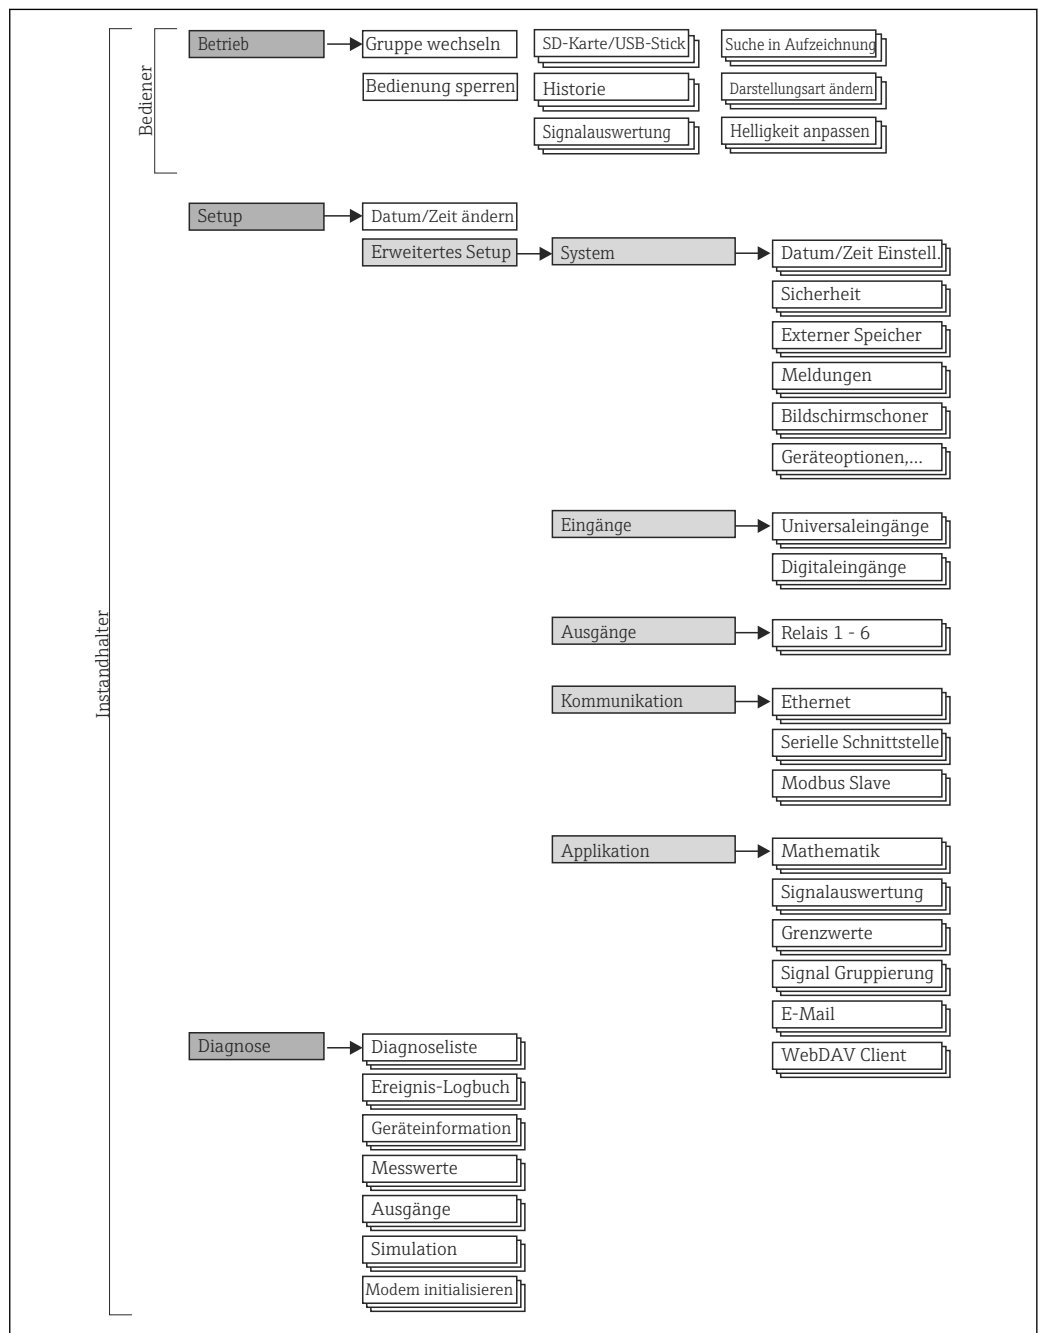 Betrieb
Gruppe wechseln
SD-Karte/USB-Stick
Suche in Aufzeichnung
Bedienung sperren
Historie
Darstellungsart ändern
Signalauswertung
Helligkeit anpassen
Bediener
Setup
Datum/Zeit ändern
Erweitertes Setup
System
Datum/Zeit Einstell.
Sicherheit
Externer Speicher
Meldungen
Bildschirmschoner
Geräteoptionen,...
Eingänge
Universaleingänge
Digitaleingänge
Ausgänge
Relais 1 - 6
Instandhalter
Kommunikation
Ethernet
Serielle Schnittstelle
Modbus Slave
Applikation
Mathematik
Signalauswertung
Grenzwerte
Signal Gruppierung
E-Mail
WebDAV Client
Diagnose
Diagnoseliste
Ereignis-Logbuch
Geräteinformation
Messwerte
Ausgänge
Simulation
Modem initialisieren